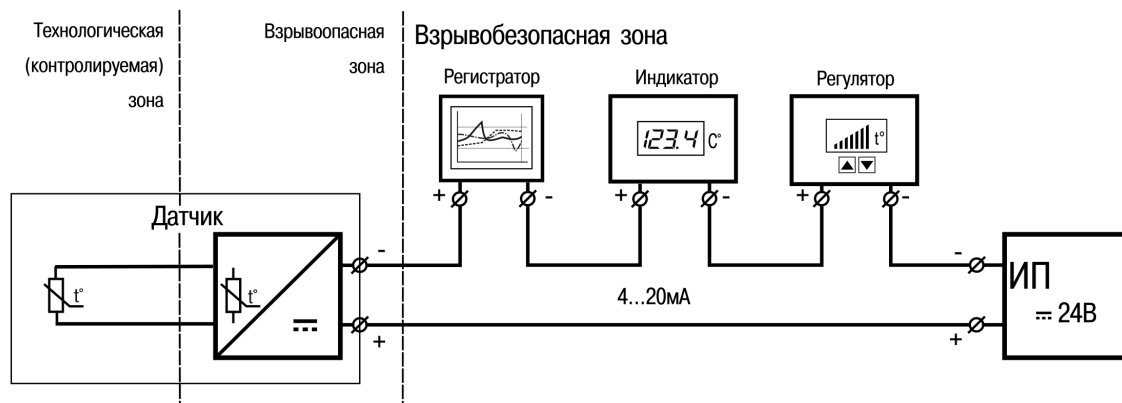 Технологическая
(контролируемая)
зона
Взрывоопасная
зона
Взрывобезопасная зона
Регистратор
Индикатор
Регулятор
123.4 C°
t°
+ -
+ -
+ -
Датчик
t°
t°
-
+
4...20мА
-
+
ИП
24В